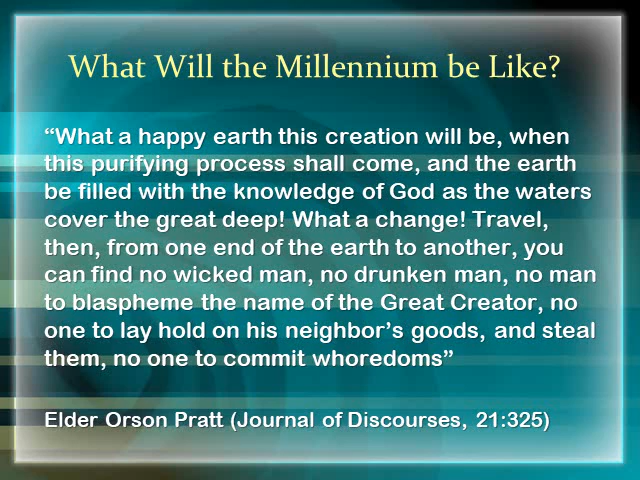 What Will the Millennium be Like?
“What a happy earth this creation will be, when
this purifying process shall come, and the earth
be filled with the knowledge of God as the waters
cover the great deep! What a change! Travel,
then, from one end of the earth to another, you
can find no wicked man, no drunken man, no man
to blaspheme the name of the Great Creator, no
one to lay hold on his neighbor’s goods, and steal
them, no one to commit whoredoms”
Elder Orson Pratt (Journal of Discourses, 21:325)